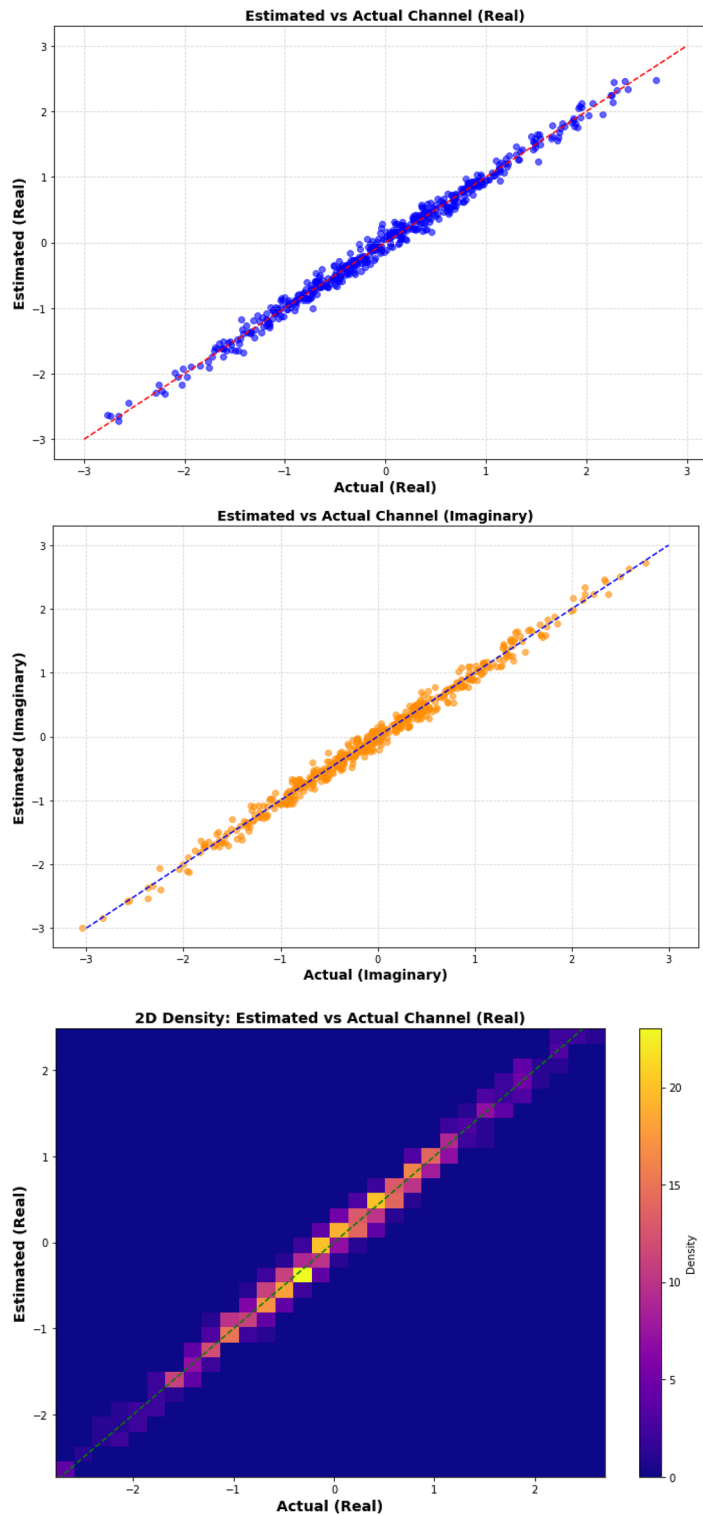 Estimated vs Actual Channel (Real)
3
2
1
0
−1
−2
−3
Estimated (Real)
−3 −2 −1 0 1 2 3
Actual (Real)
Estimated vs Actual Channel (Imaginary)
3
2
1
0
−1
−2
−3
Estimated (Imaginary)
−3 −2 −1 0 1 2 3
Actual (Imaginary)
2D Density: Estimated vs Actual Channel (Real)
2
1
0
−1
−2
Estimated (Real)
−2 −1 0 1 2
Actual (Real)
20
15
10
5
0
Density